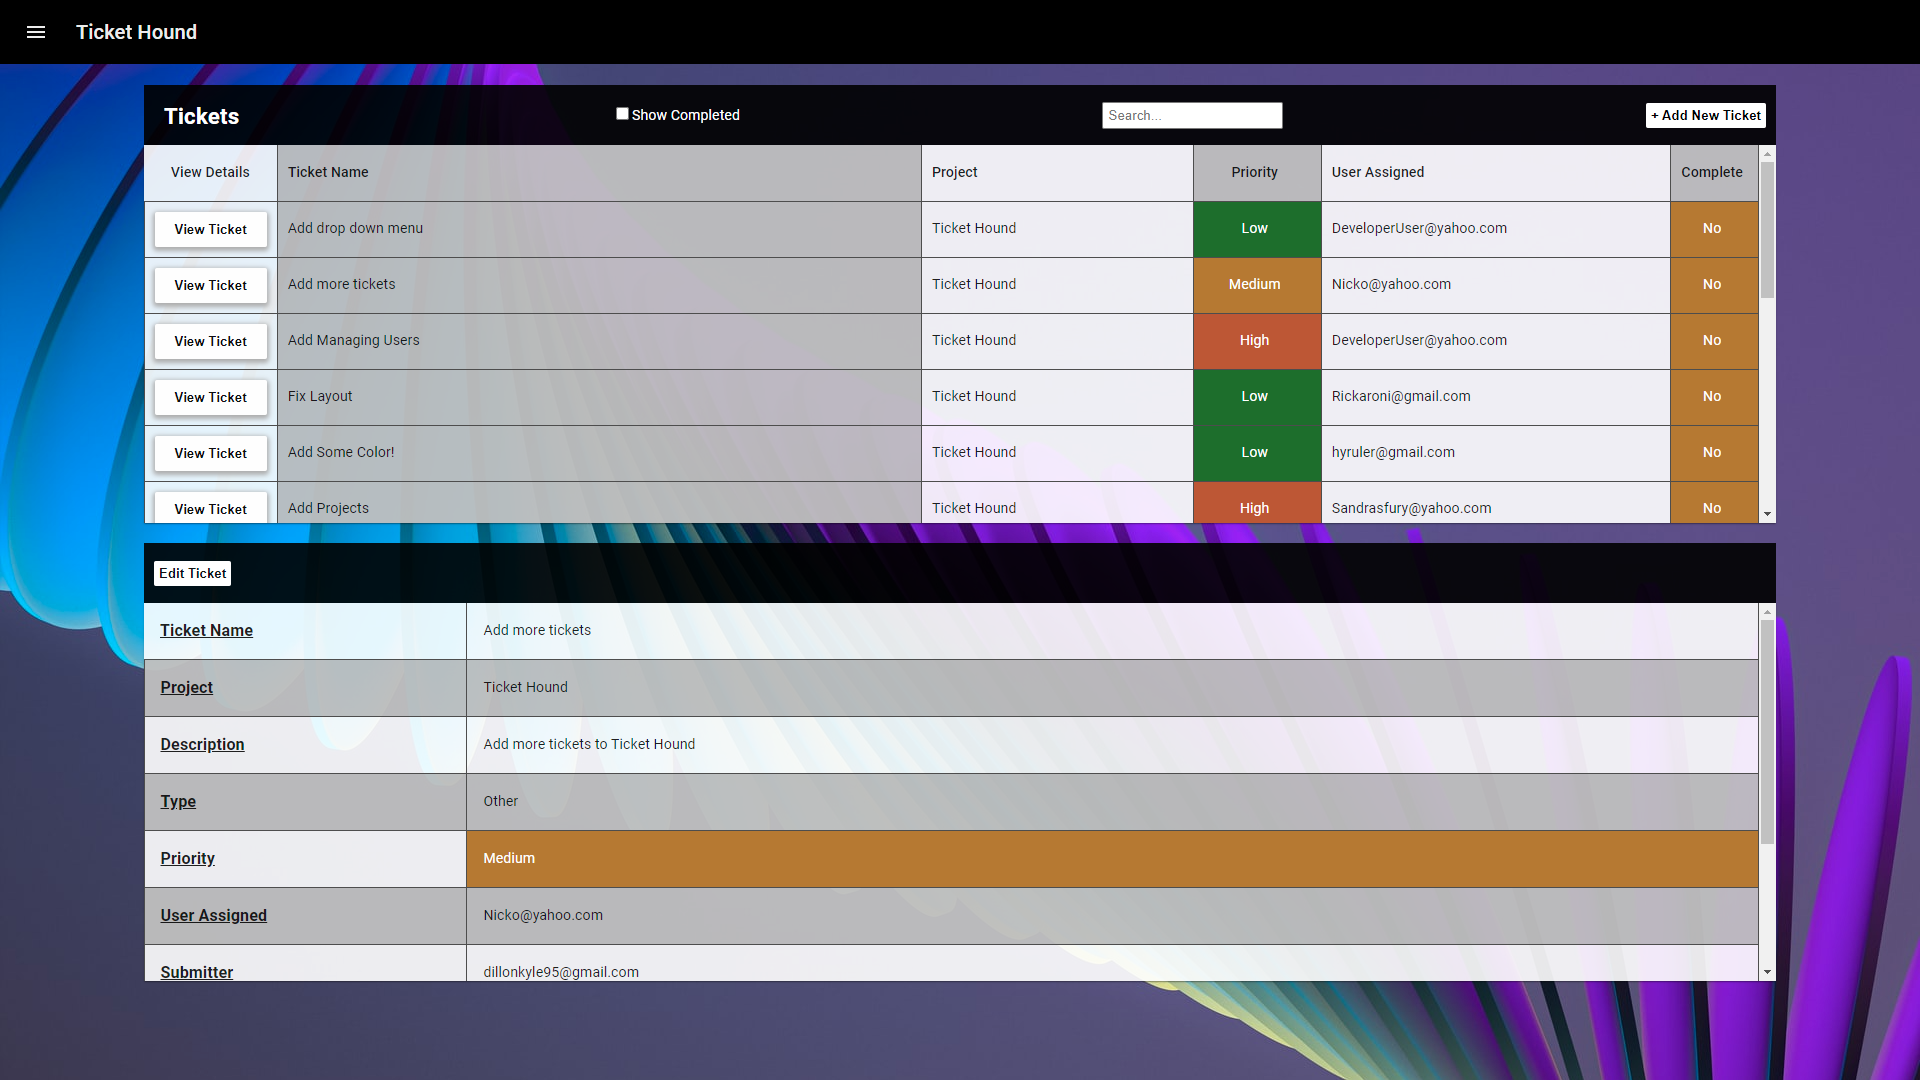 Ticket Hound
Tickets Show Completed Search... + Add New Ticket
View Details Ticket Name Project Priority User Assigned Complete
View Ticket Add drop down menu Ticket Hound Low DeveloperUser@yahoo.com No
View Ticket Add more tickets Ticket Hound Medium Nicko@yahoo.com No
View Ticket Add Managing Users Ticket Hound High DeveloperUser@yahoo.com No
View Ticket Fix Layout Ticket Hound Low Rickaroni@gmail.com No
View Ticket Add Some Color! Ticket Hound Low hyruler@gmail.com No
View Ticket Add Projects Ticket Hound High Sandrasfury@yahoo.com No
Edit Ticket
Ticket Name Add more tickets
Project Ticket Hound
Description Add more tickets to Ticket Hound
Type Other
Priority Medium
User Assigned Nicko@yahoo.com
Submitter dillonkyle95@gmail.com